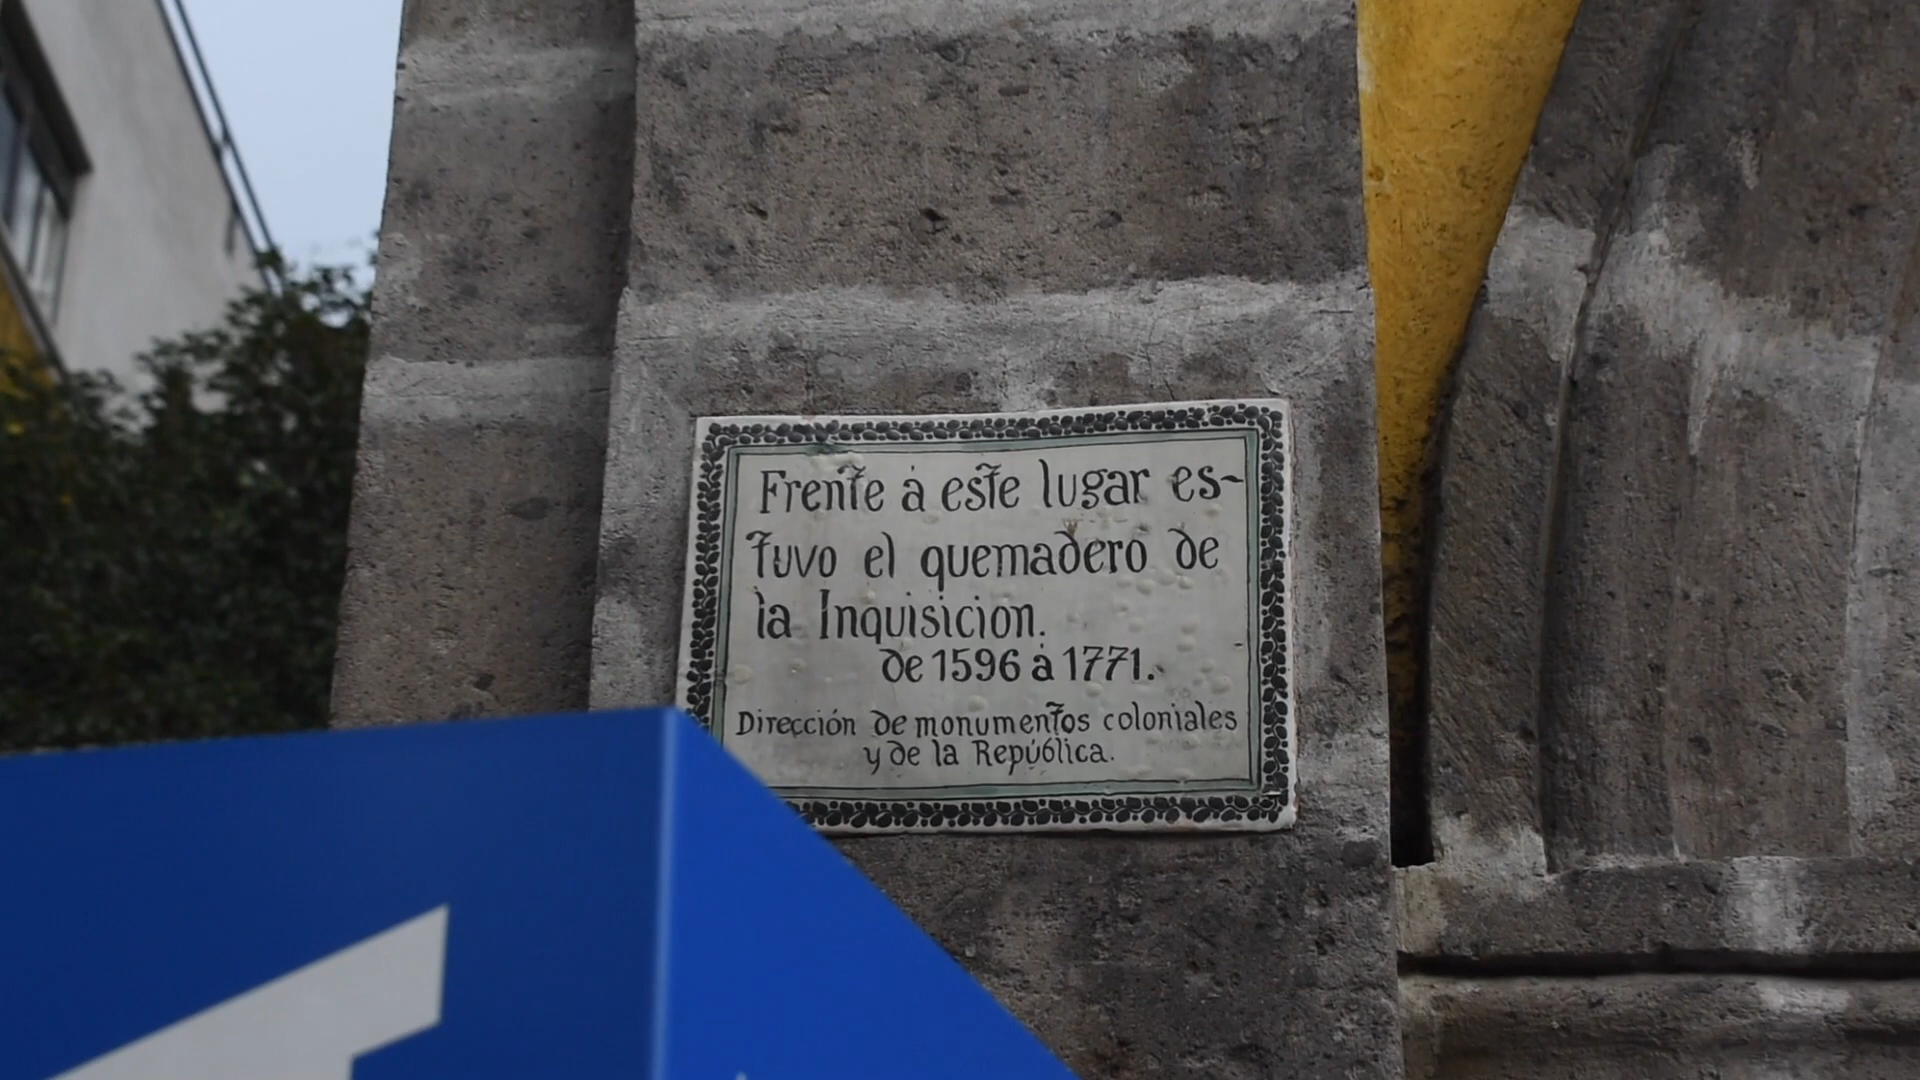 Frente á este lugar es-
tuvo el quemadero de
la Inquisicion.
de 1596 á 1771.
Dirección de monumentos coloniales
y de la República.